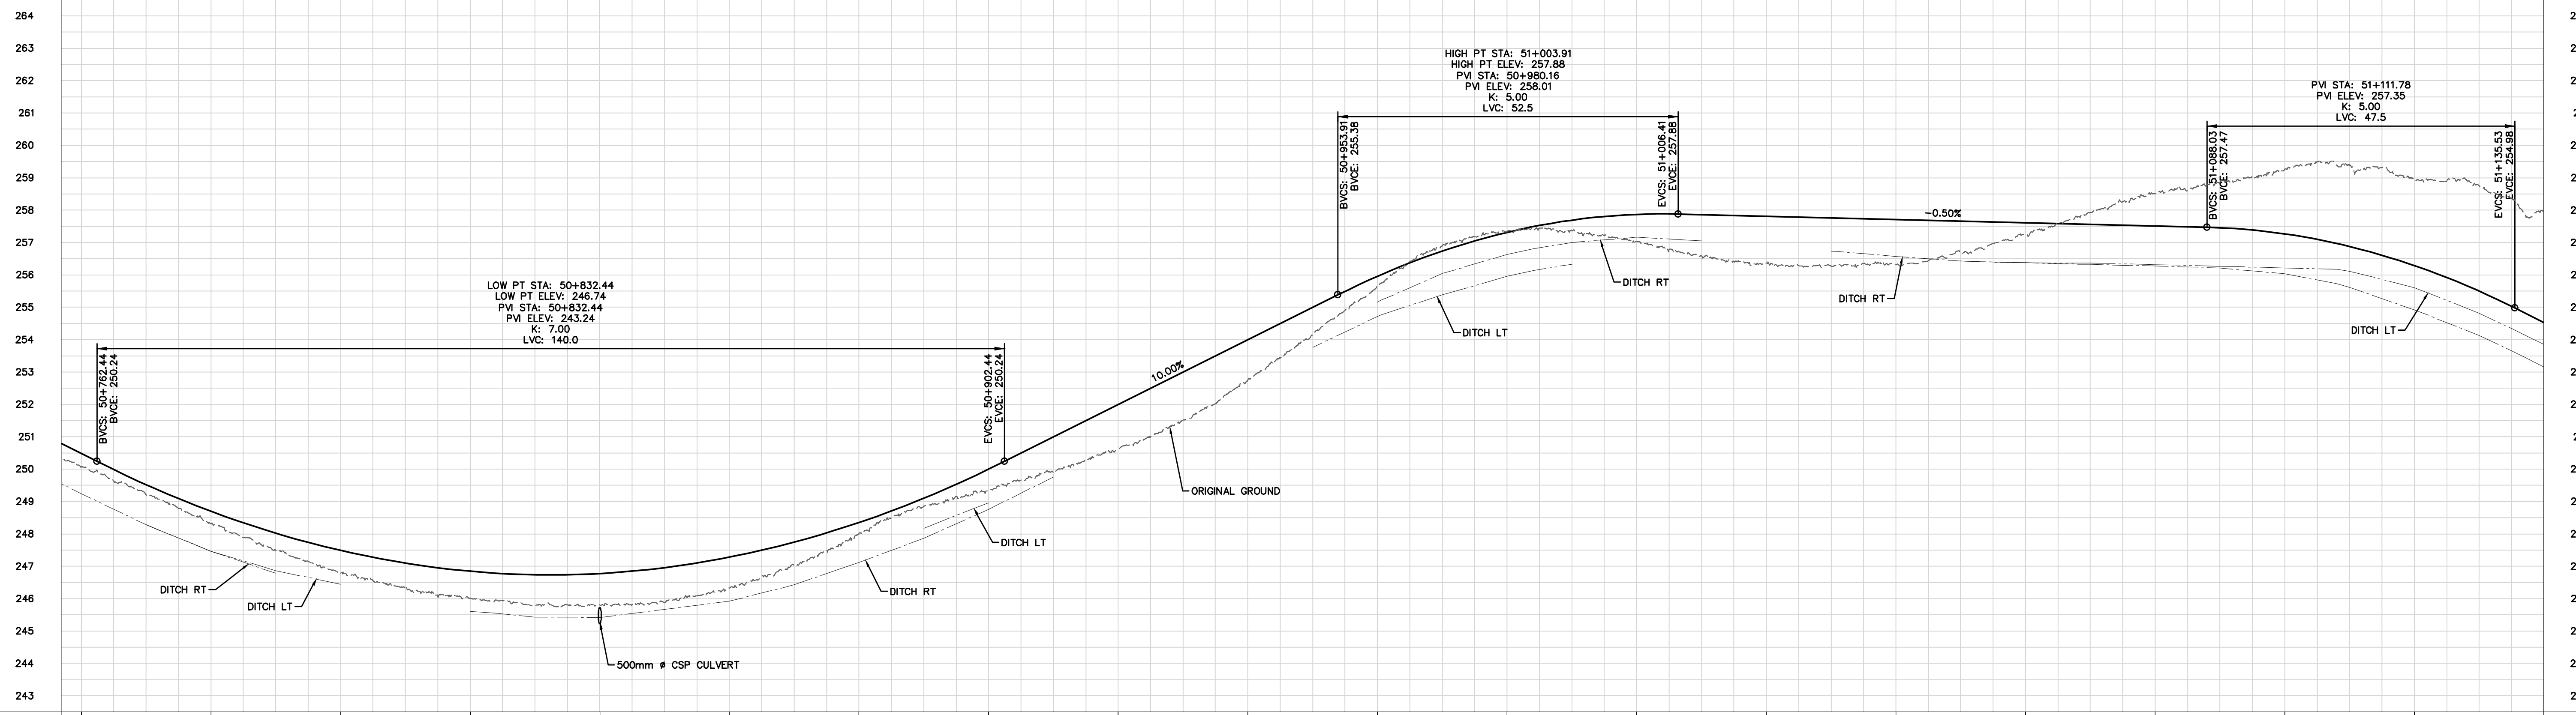 264
263
262
261
260
259
258
257
256
255
254
253
252
251
250
249
248
247
246
245
244
243
LOW PT STA: 50+832.44
LOW PT ELEV: 246.74
PVI STA: 50+832.44
PVI ELEV: 243.24
K: 7.00
LVC: 140.0
BVCS: 50+762.44
BVCE: 250.24
EVCS: 50+902.44
EVCE: 250.24
DITCH RT
DITCH LT
500mm ø CSP CULVERT
DITCH RT
DITCH LT
10.00%
ORIGINAL GROUND
HIGH PT STA: 51+003.91
HIGH PT ELEV: 257.88
PVI STA: 50+980.16
PVI ELEV: 258.01
K: 5.00
LVC: 52.5
BVCS: 50+953.91
BVCE: 255.38
EVCS: 51+006.41
EVCE: 257.88
DITCH LT
DITCH RT
-0.50%
DITCH RT
PVI STA: 51+111.78
PVI ELEV: 257.35
K: 5.00
LVC: 47.5
BVCS: 51+088.03
BVCE: 257.47
EVCS: 51+135.53
EVCE: 254.98
DITCH LT